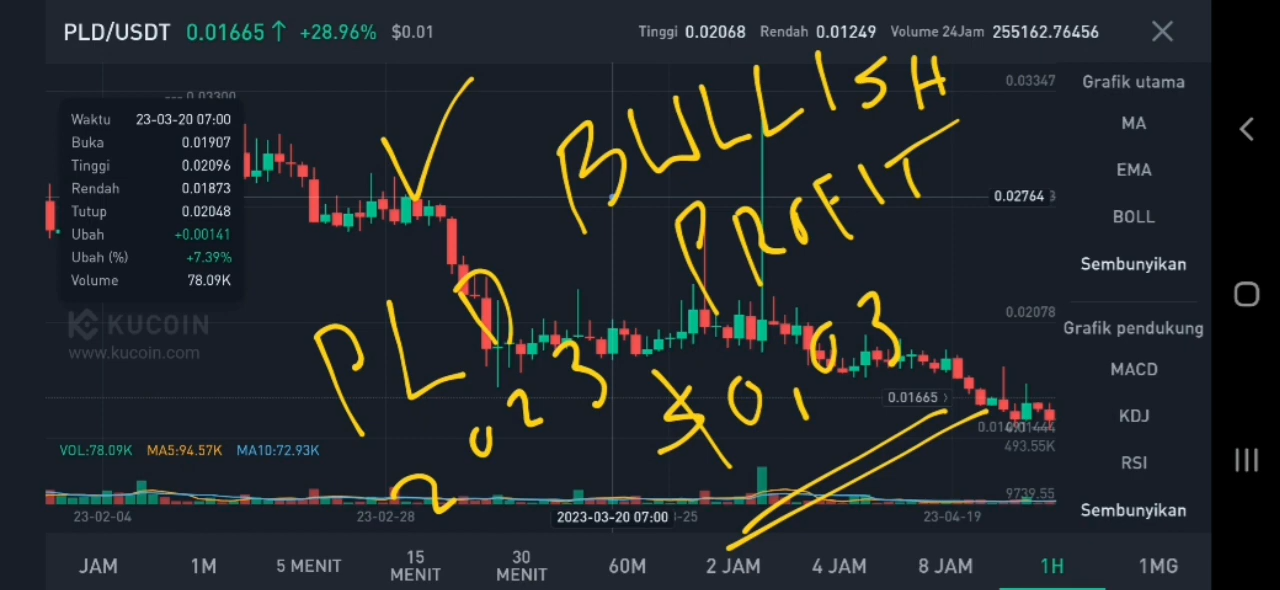 PLD/USDT 0.01665 ↑ +28.96% $0.01 Tinggi 0.02068 Rendah 0.01249 Volume 24Jam 255162.76456
0.03347
Grafik utama
MA
EMA
BOLL
Sembunyikan
Grafik pendukung
MACD
KDJ
RSI
Sembunyikan
0.03300
Waktu 23-03-20 07:00
Buka 0.01907
Tinggi 0.02096
Rendah 0.01873
Tutup 0.02048
Ubah +0.00141
Ubah (%) +7.39%
Volume 78.09K
BULLISH
PROFIT
0.02764
KUCOIN
www.kucoin.com
0.02078
PLD
2023
$0,03
0.01665
493.55K
VOL:78.09K MA5:94.57K MA10:72.93K
9739.55
23-02-04 23-02-28 2023-03-20 07:00 -25 23-04-19
JAM 1M 5 MENIT 15 MENIT 30 MENIT 60M 2 JAM 4 JAM 8 JAM 1H 1MG